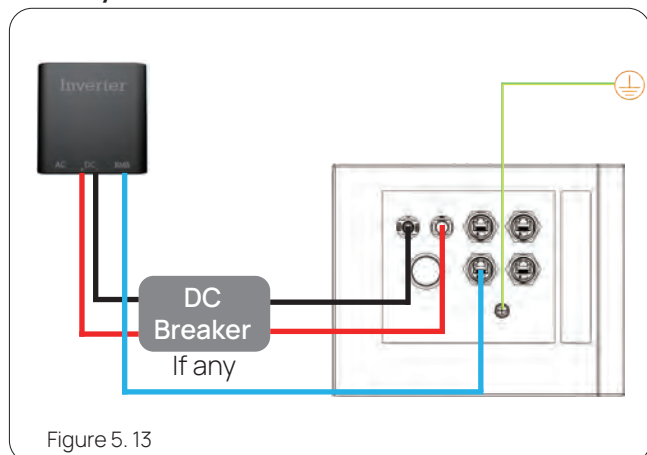 Inverter
AC DC BMS
DC
Breaker
If any
Figure 5. 13